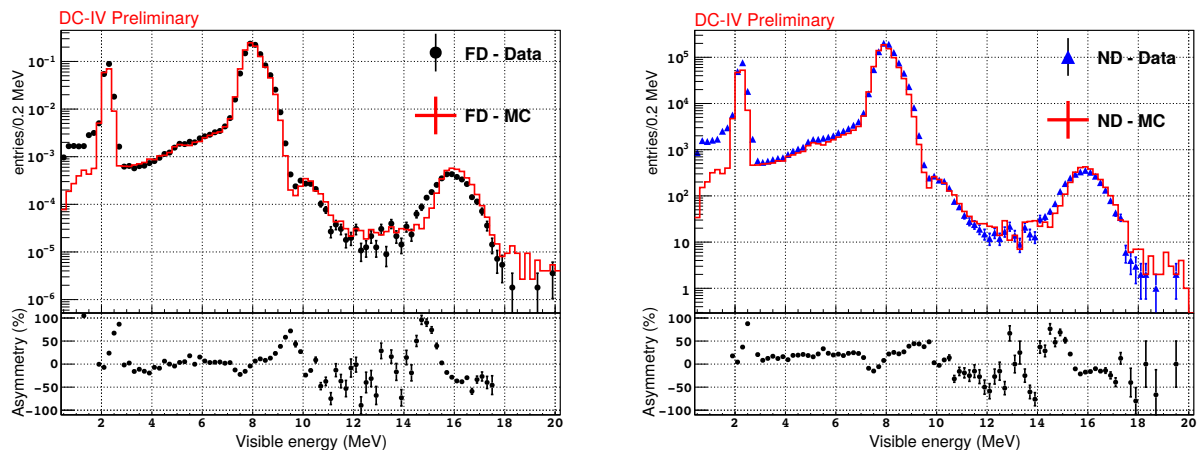 DC-IV Preliminary
entries/0.2 MeV
10⁻¹
10⁻²
10⁻³
10⁻⁴
10⁻⁵
10⁻⁶
FD - Data
FD - MC
Asymmetry (%)
100
50
0
−50
−100
2 4 6 8 10 12 14 16 18 20
Visible energy (MeV)
DC-IV Preliminary
entries/0.2 MeV
10⁵
10⁴
10³
10²
10
1
ND - Data
ND - MC
Asymmetry (%)
100
50
0
−50
−100
2 4 6 8 10 12 14 16 18 20
Visible energy (MeV)